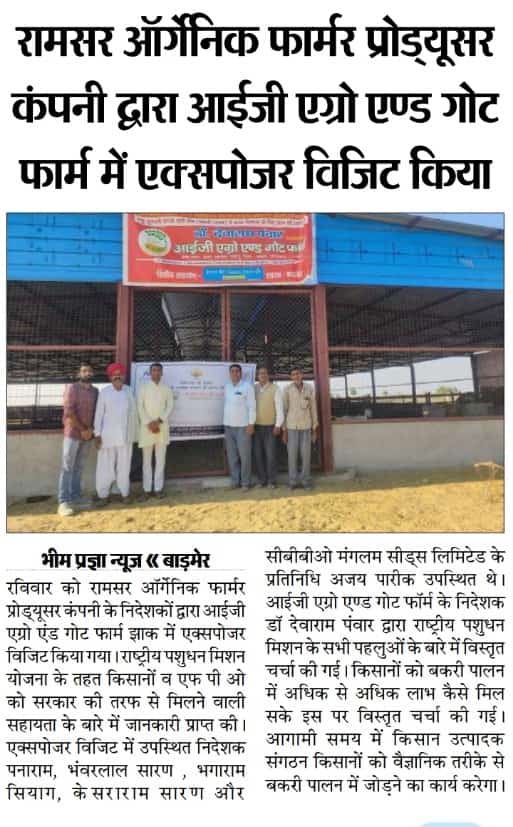 रामसर ऑर्गेनिक फार्मर प्रोड्यूसर
कंपनी द्वारा आईजी एग्रो एण्ड गोट
फार्म में एक्सपोजर विजिट किया
डॉ. देवाराम पंवार
आईजी एग्रो एण्ड गोट फार्म
भीम प्रज्ञा न्यूज « बाड़मेर
रविवार को रामसर ऑर्गेनिक फार्मर
प्रोड्यूसर कंपनी के निदेशकों द्वारा आईजी
एग्रो एंड गोट फार्म झाक में एक्सपोजर
विजिट किया गया। राष्ट्रीय पशुधन मिशन
योजना के तहत किसानों व एफ पी ओ
को सरकार की तरफ से मिलने वाली
सहायता के बारे में जानकारी प्राप्त की।
एक्सपोजर विजिट में उपस्थित निदेशक
पनाराम, भंवरलाल सारण , भगाराम
सियाग, के सराराम सारण और
सीबीबीओ मंगलम सीड्स लिमिटेड के
प्रतिनिधि अजय पारीक उपस्थित थे।
आईजी एग्रो एण्ड गोट फॉर्म के निदेशक
डॉ देवाराम पंवार द्वारा राष्ट्रीय पशुधन
मिशन के सभी पहलुओं के बारे में विस्तृत
चर्चा की गई। किसानों को बकरी पालन
में अधिक से अधिक लाभ कैसे मिल
सके इस पर विस्तृत चर्चा की गई।
आगामी समय में किसान उत्पादक
संगठन किसानों को वैज्ञानिक तरीके से
बकरी पालन में जोड़ने का कार्य करेगा।